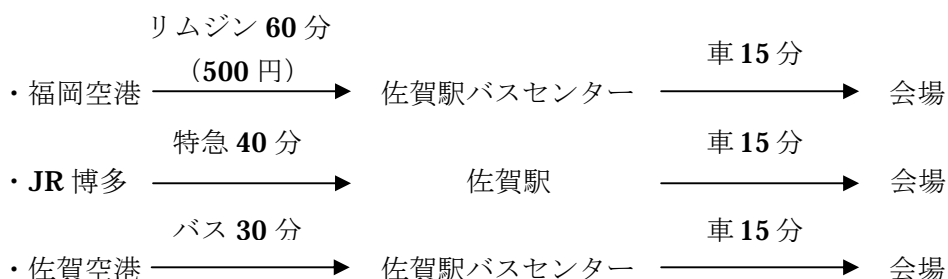 リムジン 60 分
（500 円） 車 15 分
・福岡空港 佐賀駅バスセンター 会場
特急 40 分 車 15 分
・JR 博多 佐賀駅 会場
バス 30 分 車 15 分
・佐賀空港 佐賀駅バスセンター 会場